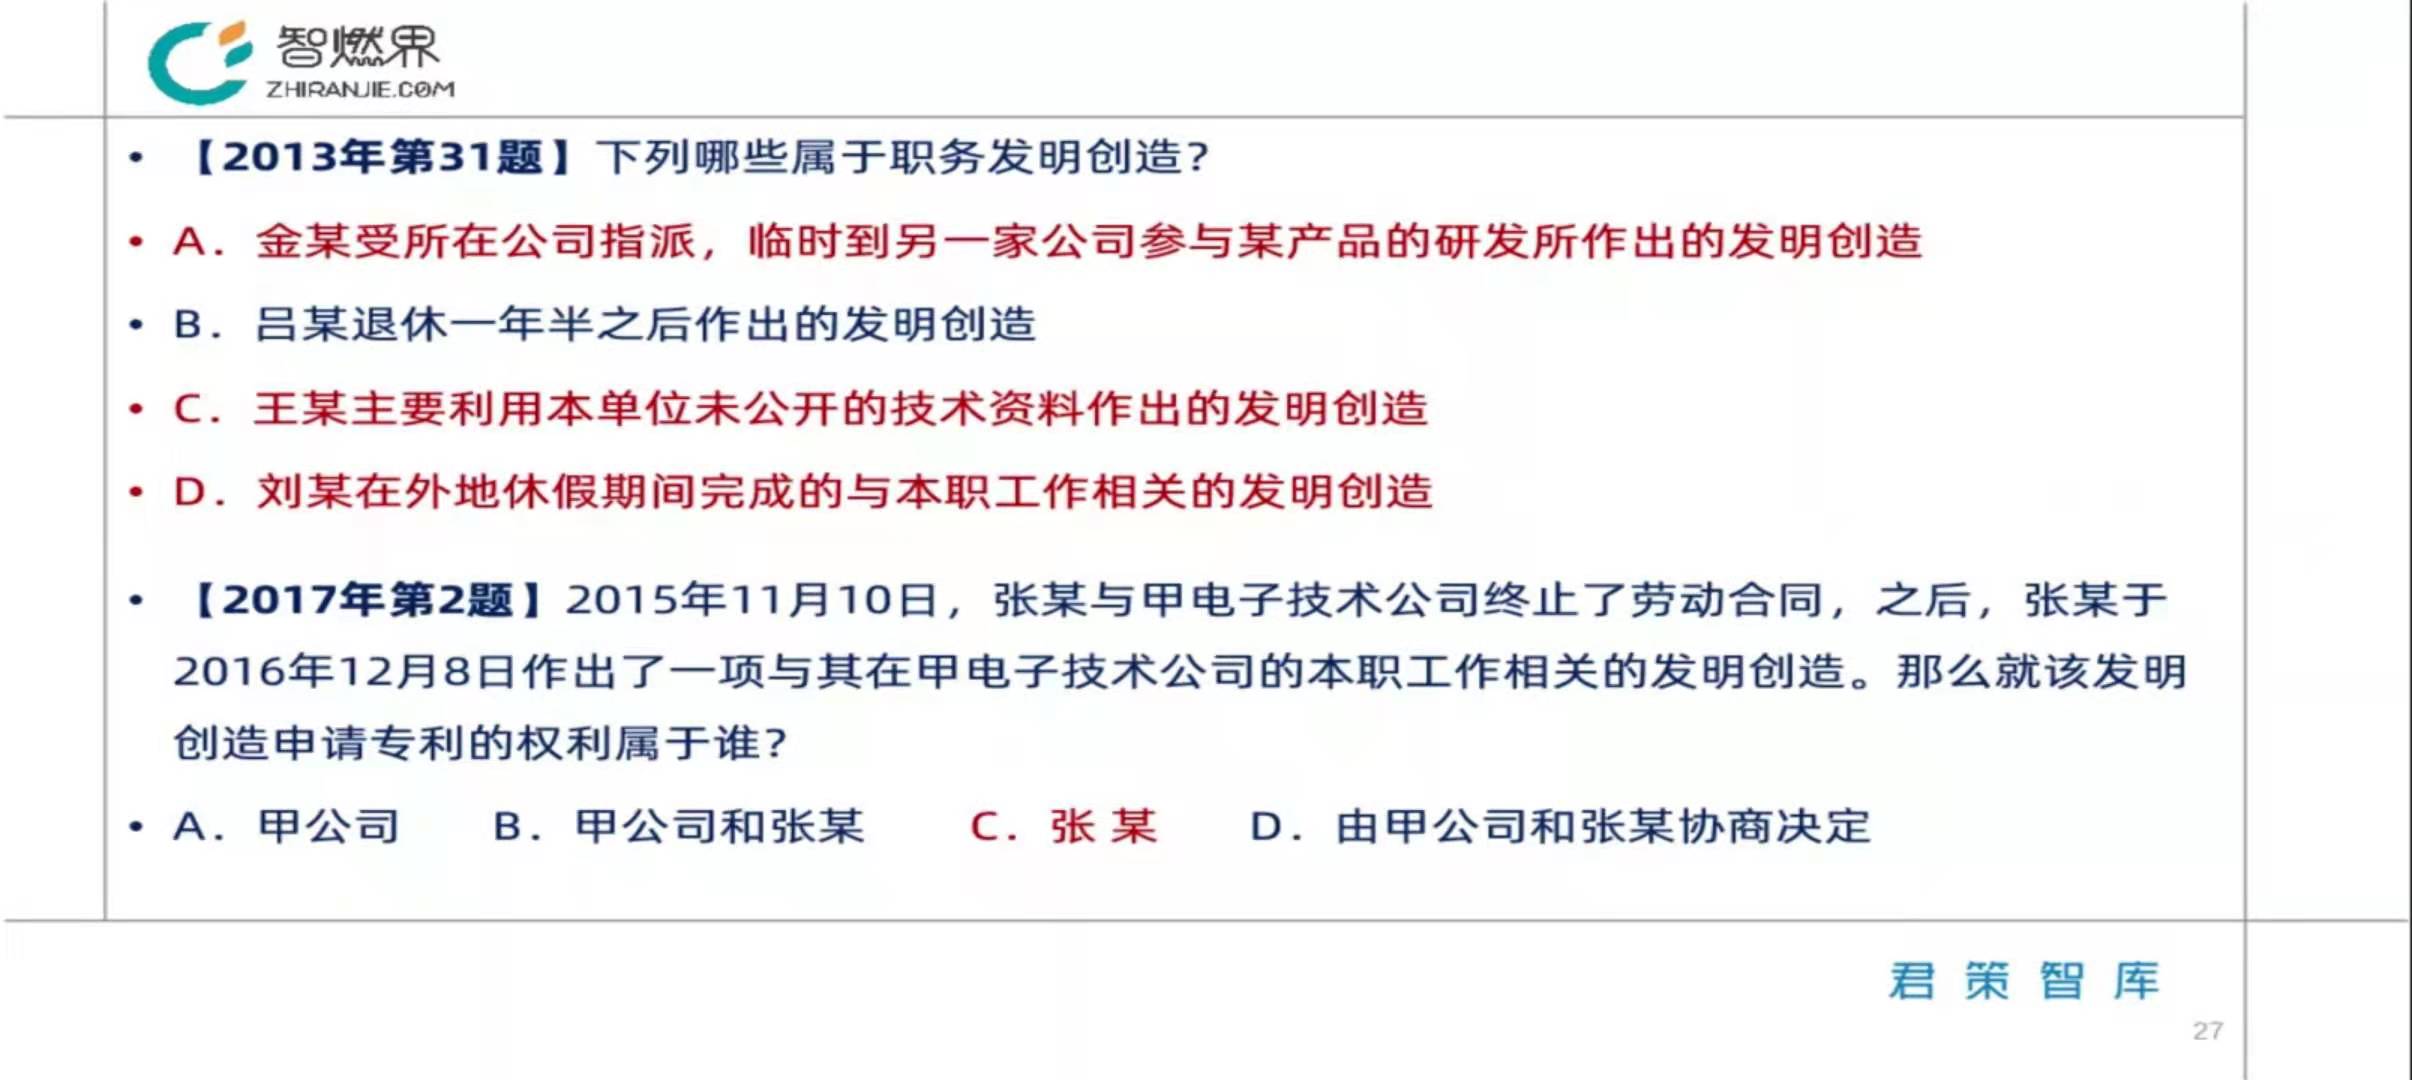 智燃界
ZHIRANJIE.COM
• 【2013年第31题】下列哪些属于职务发明创造?
• A. 金某受所在公司指派，临时到另一家公司参与某产品的研发所作出的发明创造
• B. 吕某退休一年半之后作出的发明创造
• C. 王某主要利用本单位未公开的技术资料作出的发明创造
• D. 刘某在外地休假期间完成的与本职工作相关的发明创造
• 【2017年第2题】2015年11月10日，张某与甲电子技术公司终止了劳动合同，之后，张某于
2016年12月8日作出了一项与其在甲电子技术公司的本职工作相关的发明创造。那么就该发明
创造申请专利的权利属于谁?
• A. 甲公司 B. 甲公司和张某 C. 张 某 D. 由甲公司和张某协商决定
君策智库
27